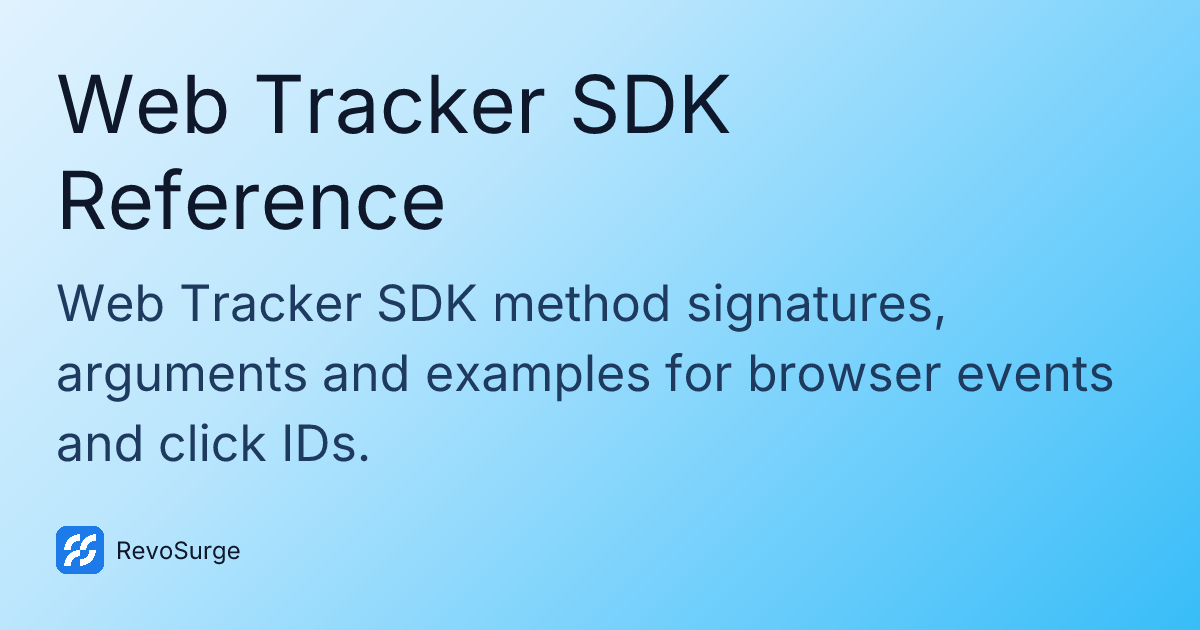 Web Tracker SDK
Reference
Web Tracker SDK method signatures,
arguments and examples for browser events
and click IDs.
RevoSurge